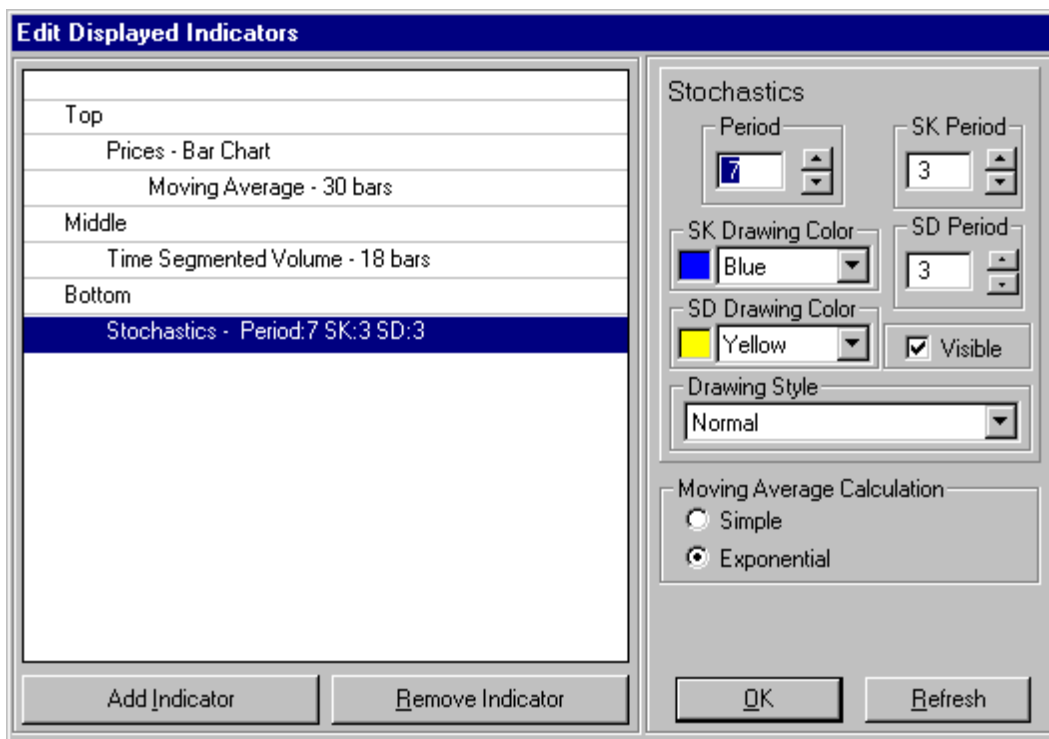 Edit Displayed Indicators
Top
Prices - Bar Chart
Moving Average - 30 bars
Middle
Time Segmented Volume - 18 bars
Bottom
Stochastics - Period:7 SK:3 SD:3
Add Indicator
Remove Indicator
Stochastics
Period
SK Period
7
3
SK Drawing Color
SD Period
Blue
3
SD Drawing Color
Yellow
Visible
Drawing Style
Normal
Moving Average Calculation
Simple
Exponential
OK
Refresh